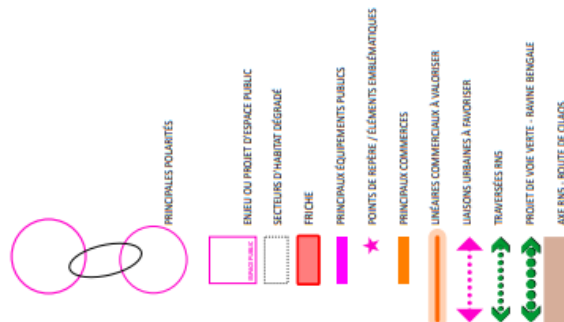 PRINCIPALES POLARITÉS
ENJEU OU PROJET D'ESPACE PUBLIC
ESPACE PUBLIC
SECTEURS D'HABITAT DÉGRADÉ
FRICHE
PRINCIPAUX ÉQUIPEMENTS PUBLICS
POINTS DE REPÈRE / ÉLÉMENTS EMBLÉMATIQUES
PRINCIPAUX COMMERCES
LINÉAIRES COMMERCIAUX À VALORISER
LIAISONS URBAINES À FAVORISER
TRAVERSÉES RN5
PROJET DE VOIE VERTE - RAVINE BENGALE
AXE RN5 - ROUTE DE CILAOS